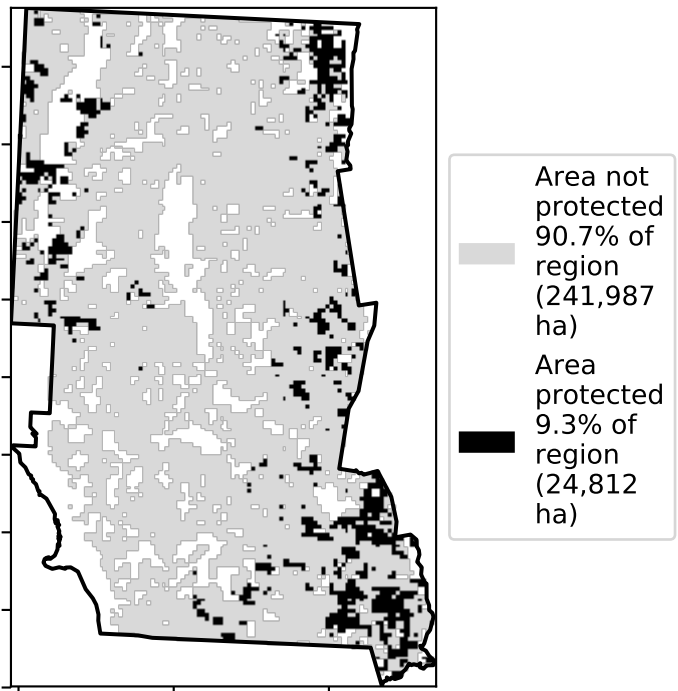 Area not
protected
90.7% of
region
(241,987
ha)
Area
protected
9.3% of
region
(24,812
ha)